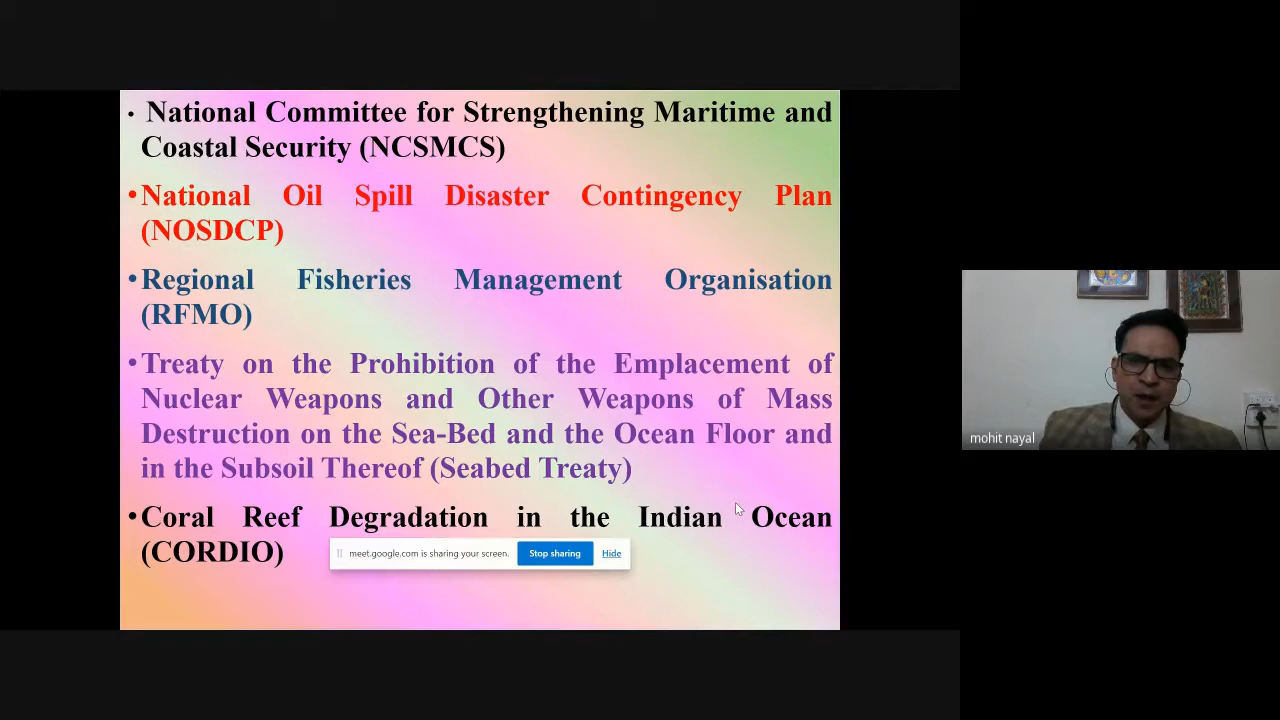 • National Committee for Strengthening Maritime and
Coastal Security (NCSMCS)
•National Oil Spill Disaster Contingency Plan
(NOSDCP)
•Regional Fisheries Management Organisation
(RFMO)
•Treaty on the Prohibition of the Emplacement of
Nuclear Weapons and Other Weapons of Mass
Destruction on the Sea-Bed and the Ocean Floor and
in the Subsoil Thereof (Seabed Treaty)
•Coral Reef Degradation in the Indian Ocean
(CORDIO)
meet.google.com is sharing your screen. Stop sharing Hide
mohit nayal